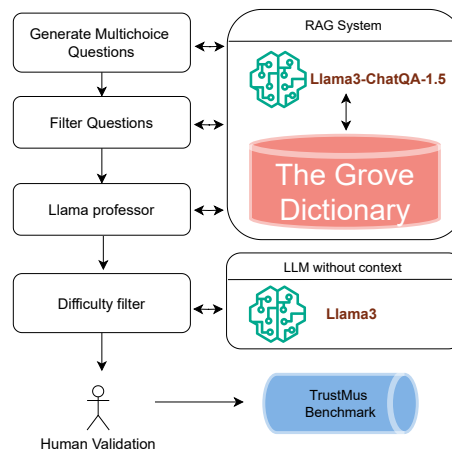 Generate Multichoice
Questions
Filter Questions
Llama professor
Difficulty filter
Human Validation
RAG System
Llama3-ChatQA-1.5
The Grove
Dictionary
LLM without context
Llama3
TrustMus
Benchmark